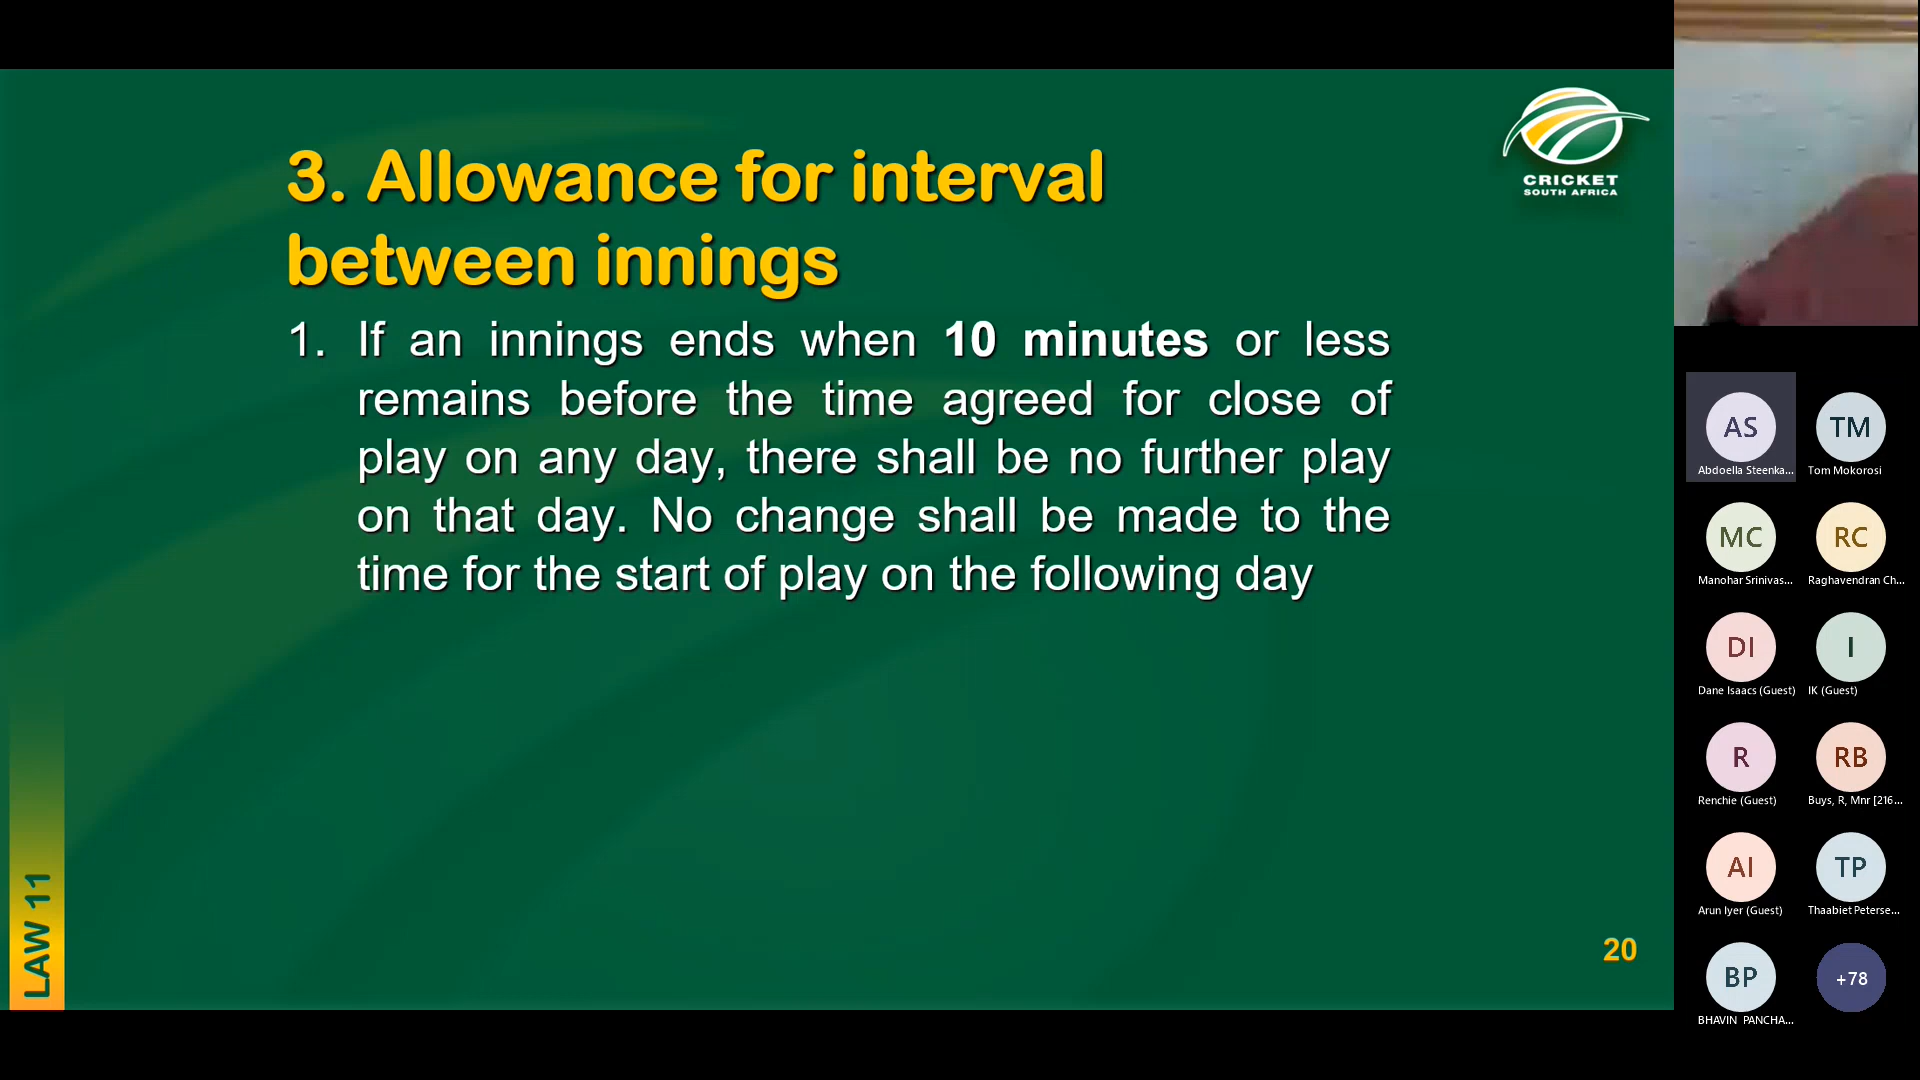 3. Allowance for interval
between innings
1. If an innings ends when 10 minutes or less
remains before the time agreed for close of
play on any day, there shall be no further play
on that day. No change shall be made to the
time for the start of play on the following day
LAW 11
20
CRICKET
SOUTH AFRICA
AS
Abdoella Steenka...
TM
Tom Mokorosi
MC
Manohar Srinivas...
RC
Raghavendran Ch...
DI
Dane Isaacs (Guest)
I
IK (Guest)
R
Renchie (Guest)
RB
Buys, R, Mnr [216...
AI
Arun Iyer (Guest)
TP
Thaabiet Peterse...
BP
BHAVIN PANCHA...
+78